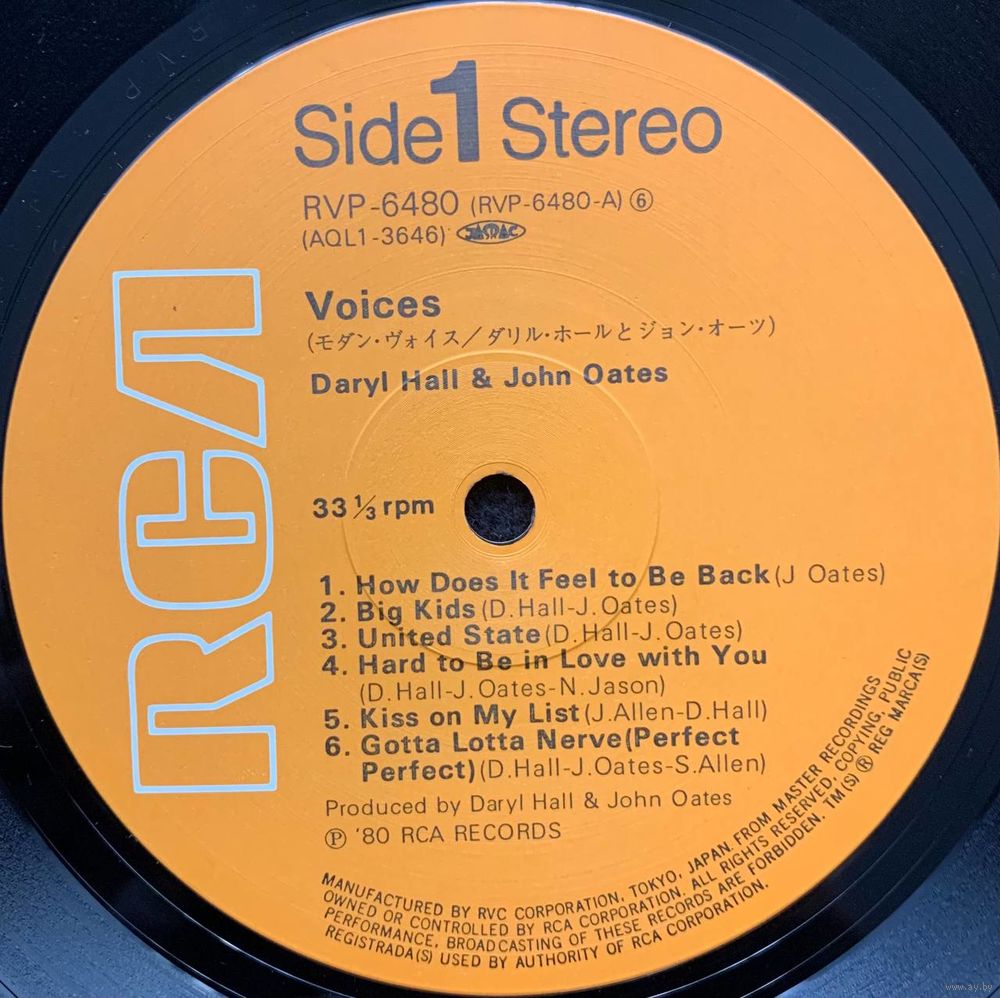 Side 1 Stereo
RVP-6480 (RVP-6480-A) ⑥
(AQL1-3646) JASRAC
Voices
(モダン・ヴォイス／ダリル・ホールとジョン・オーツ)
Daryl Hall & John Oates
RCA
33 1/3 rpm
1. How Does It Feel to Be Back (J Oates)
2. Big Kids (D. Hall-J. Oates)
3. United State (D. Hall-J. Oates)
4. Hard to Be in Love with You
(D. Hall-J. Oates-N. Jason)
5. Kiss on My List (J. Allen-D. Hall)
6. Gotta Lotta Nerve (Perfect
Perfect) (D. Hall-J. Oates-S. Allen)
Produced by Daryl Hall & John Oates
℗ '80 RCA RECORDS
MANUFACTURED BY RVC CORPORATION, TOKYO, JAPAN. FROM MASTER RECORDINGS
OWNED OR CONTROLLED BY RCA CORPORATION. ALL RIGHTS RESERVED. COPYING, PUBLIC
PERFORMANCE, BROADCASTING OF THESE RECORDS ARE FORBIDDEN. TM(S) ® REG MARCA(S)
REGISTRADA(S) USED BY AUTHORITY OF RCA CORPORATION.
www.ay.by